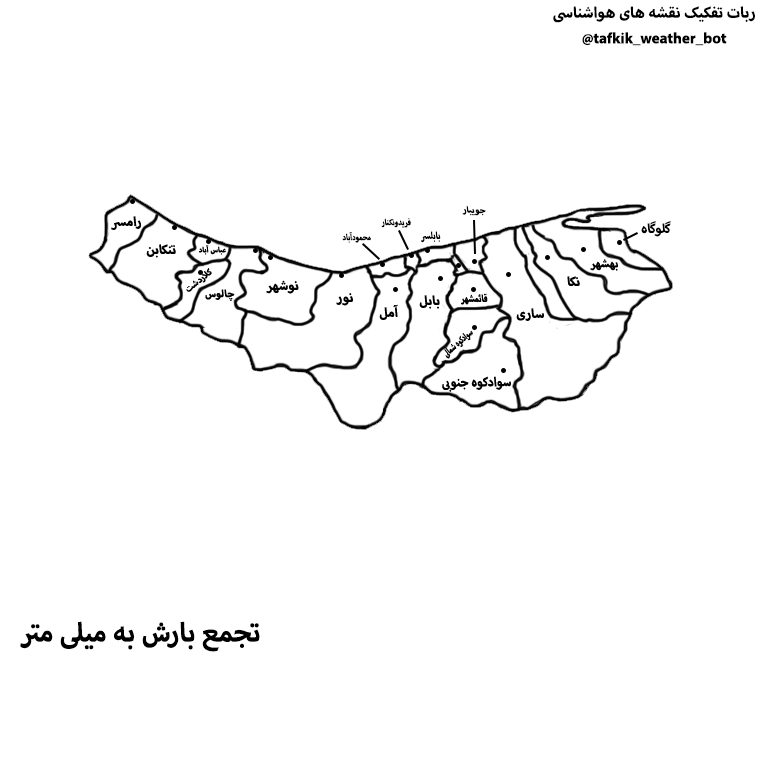 ربات تفکیک نقشه های هواشناسی
@tafkik_weather_bot
جویبار
فریدونکنار
بابلسر
محمودآباد
گلوگاه
رامسر
تنکابن
عباس آباد
کلاردشت
چالوس
نوشهر
نور
آمل
بابل
قائمشهر
ساری
نکا
بهشهر
سوادکوه شمالی
سوادکوه جنوبی
تجمع بارش به میلی متر